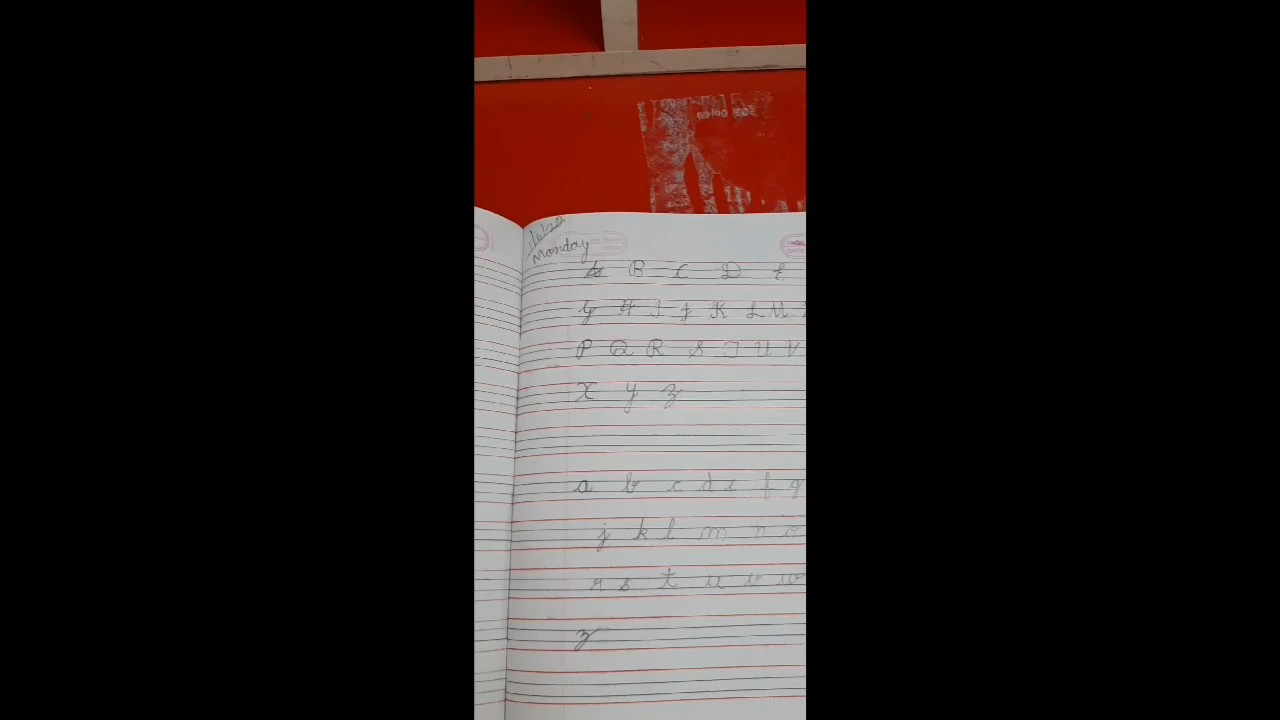 Monday
A B C D E
G H I J K L M
P Q R S T U V
X Y Z
a b c d e f g
j k l m n o
r s t u v w
z